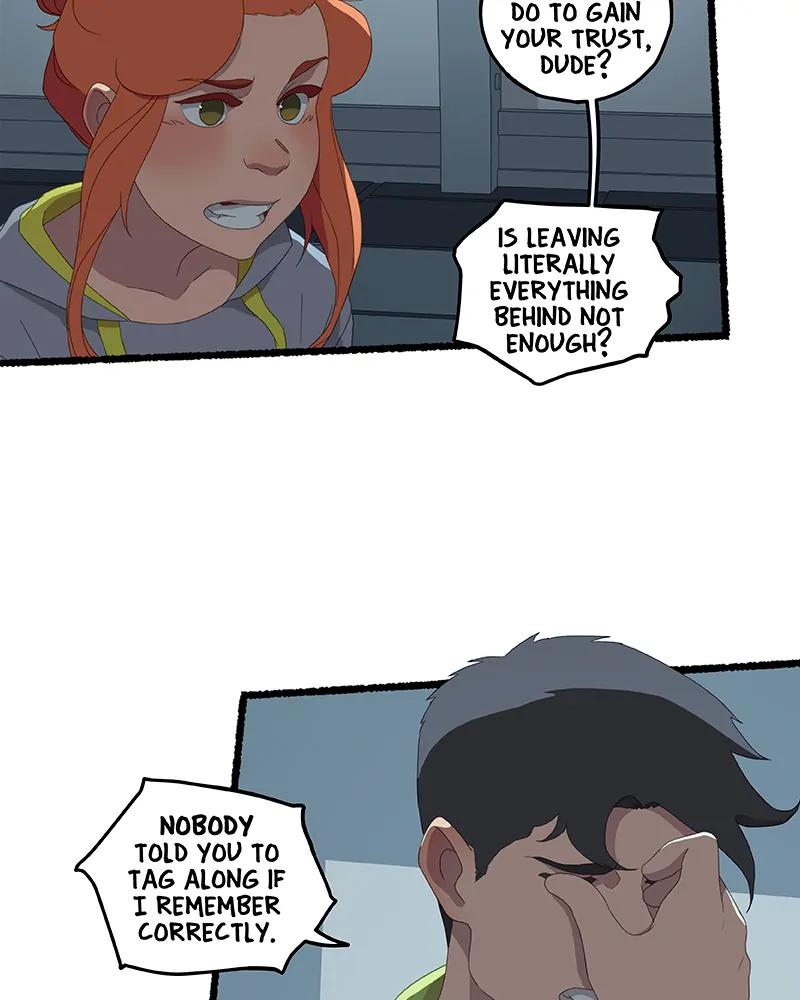 DO TO GAIN
YOUR TRUST,
DUDE?
IS LEAVING
LITERALLY
EVERYTHING
BEHIND NOT
ENOUGH?
NOBODY
TOLD YOU TO
TAG ALONG IF
I REMEMBER
CORRECTLY.